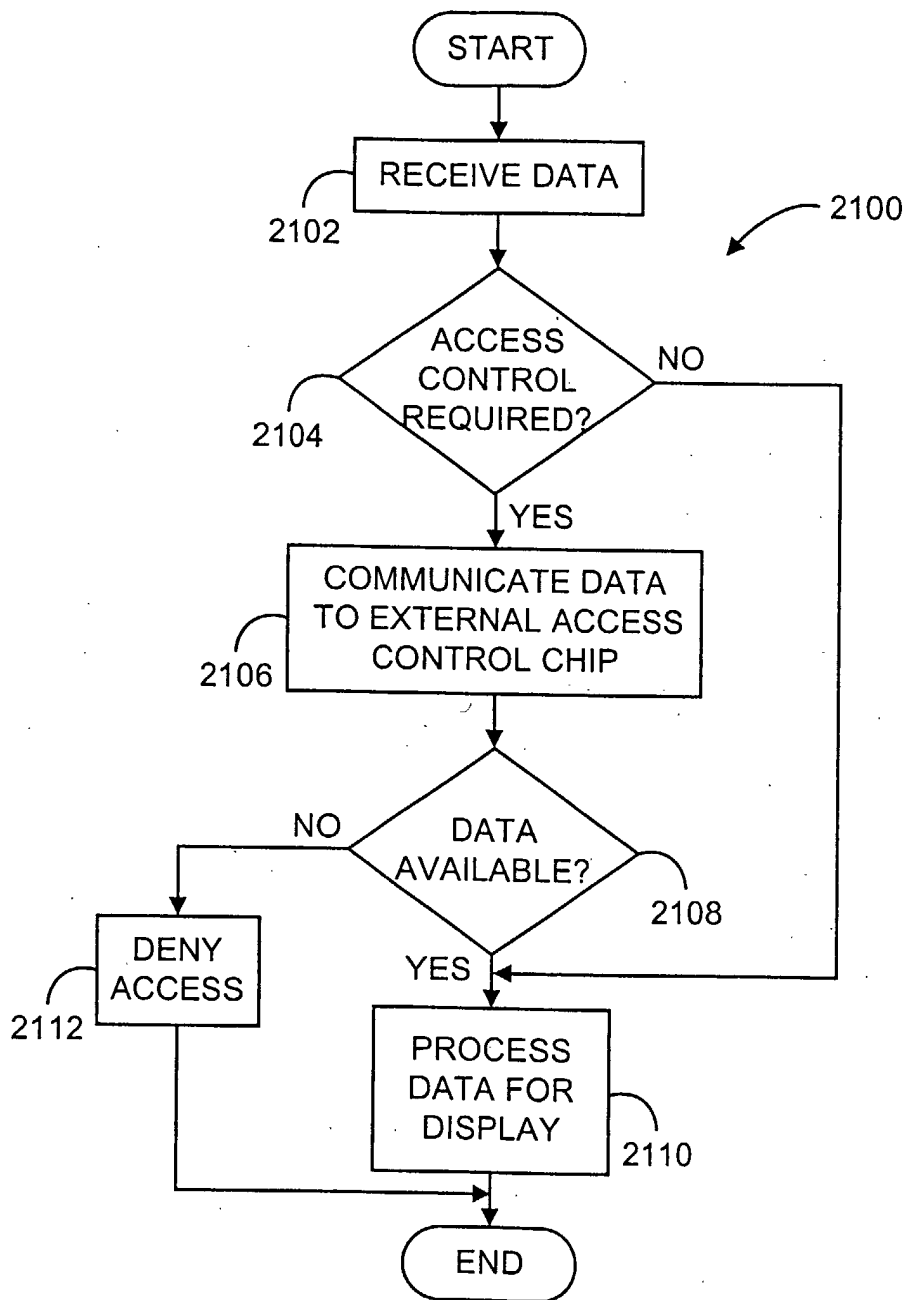 START
RECEIVE DATA
2102
2100
ACCESS
CONTROL
REQUIRED?
NO
2104
YES
COMMUNICATE DATA
TO EXTERNAL ACCESS
CONTROL CHIP
2106
NO
DATA
AVAILABLE?
2108
DENY
ACCESS
2112
YES
PROCESS
DATA FOR
DISPLAY
2110
END